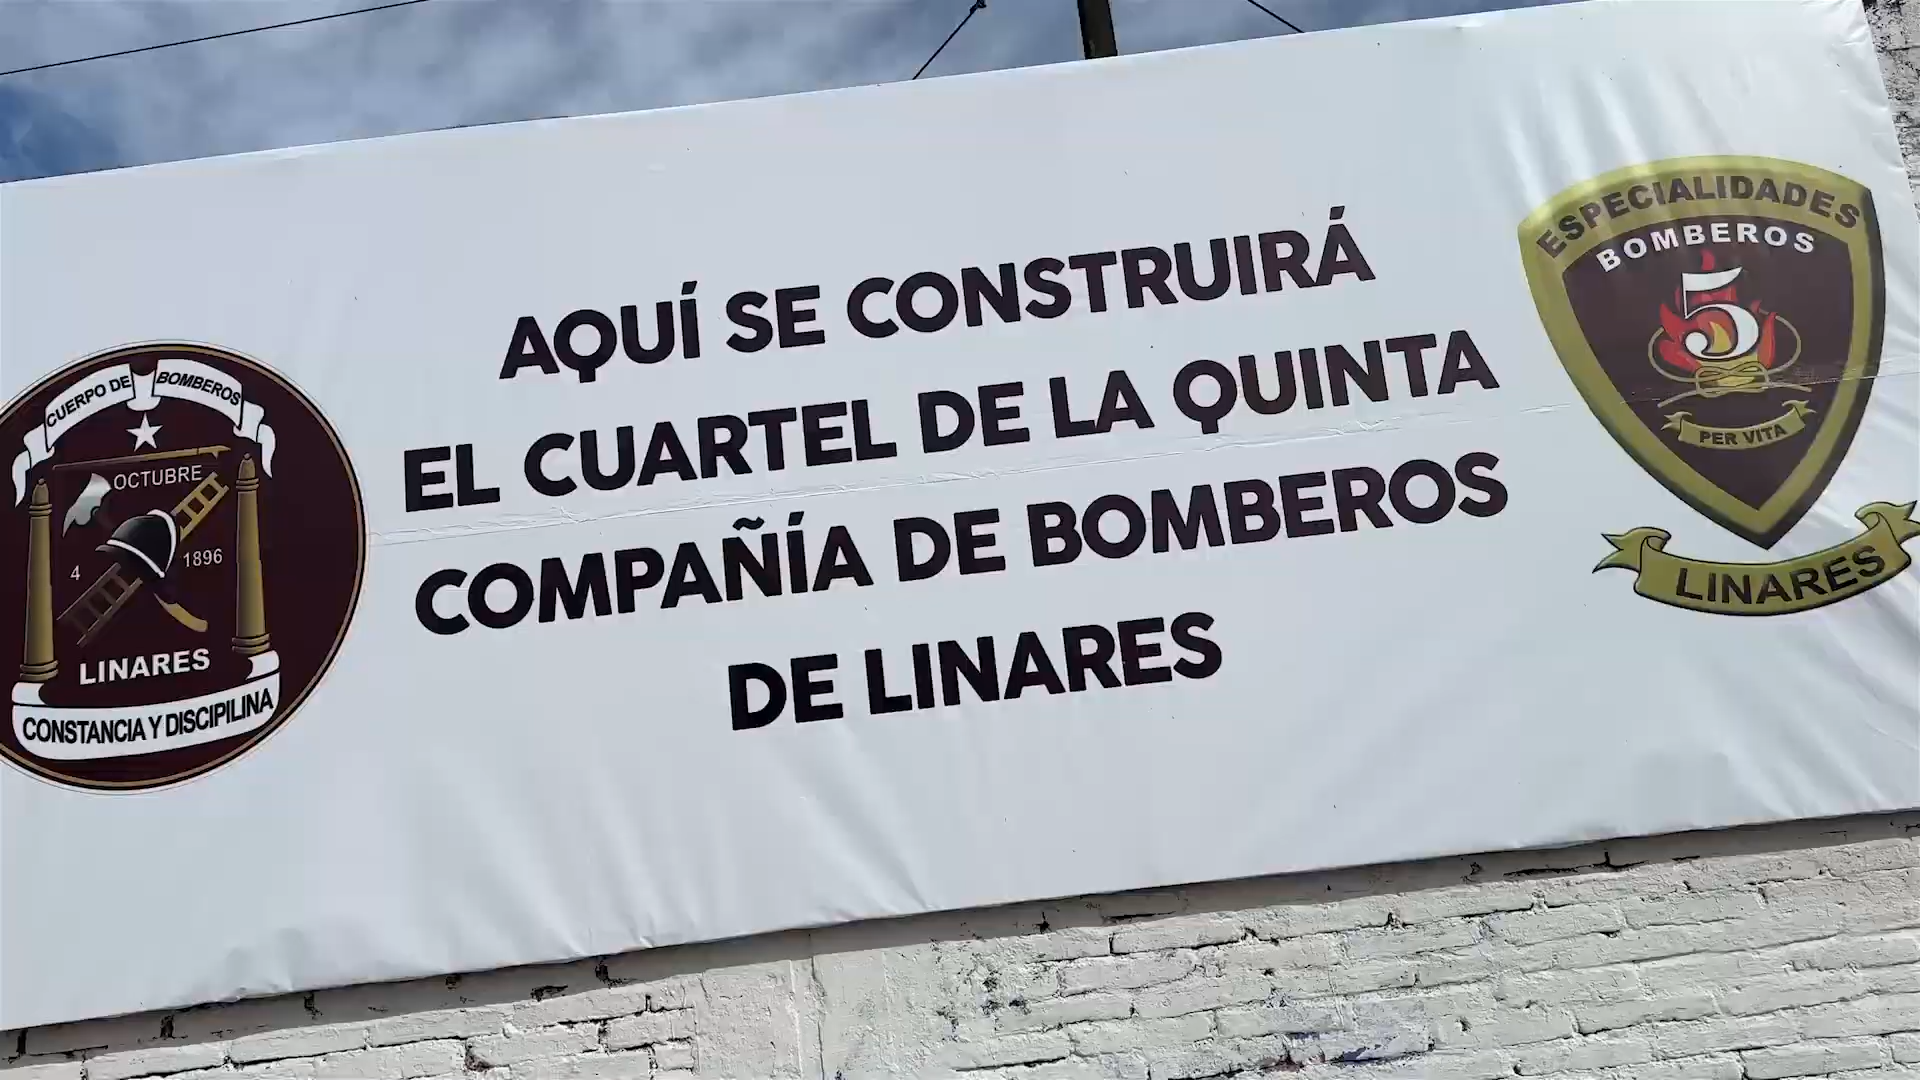 AQUÍ SE CONSTRUIRÁ
EL CUARTEL DE LA QUINTA
COMPAÑÍA DE BOMBEROS
DE LINARES
CUERPO DE BOMBEROS
OCTUBRE
4 1896
LINARES
CONSTANCIA Y DISCIPILINA
ESPECIALIDADES
BOMBEROS
5
PER VITA
LINARES